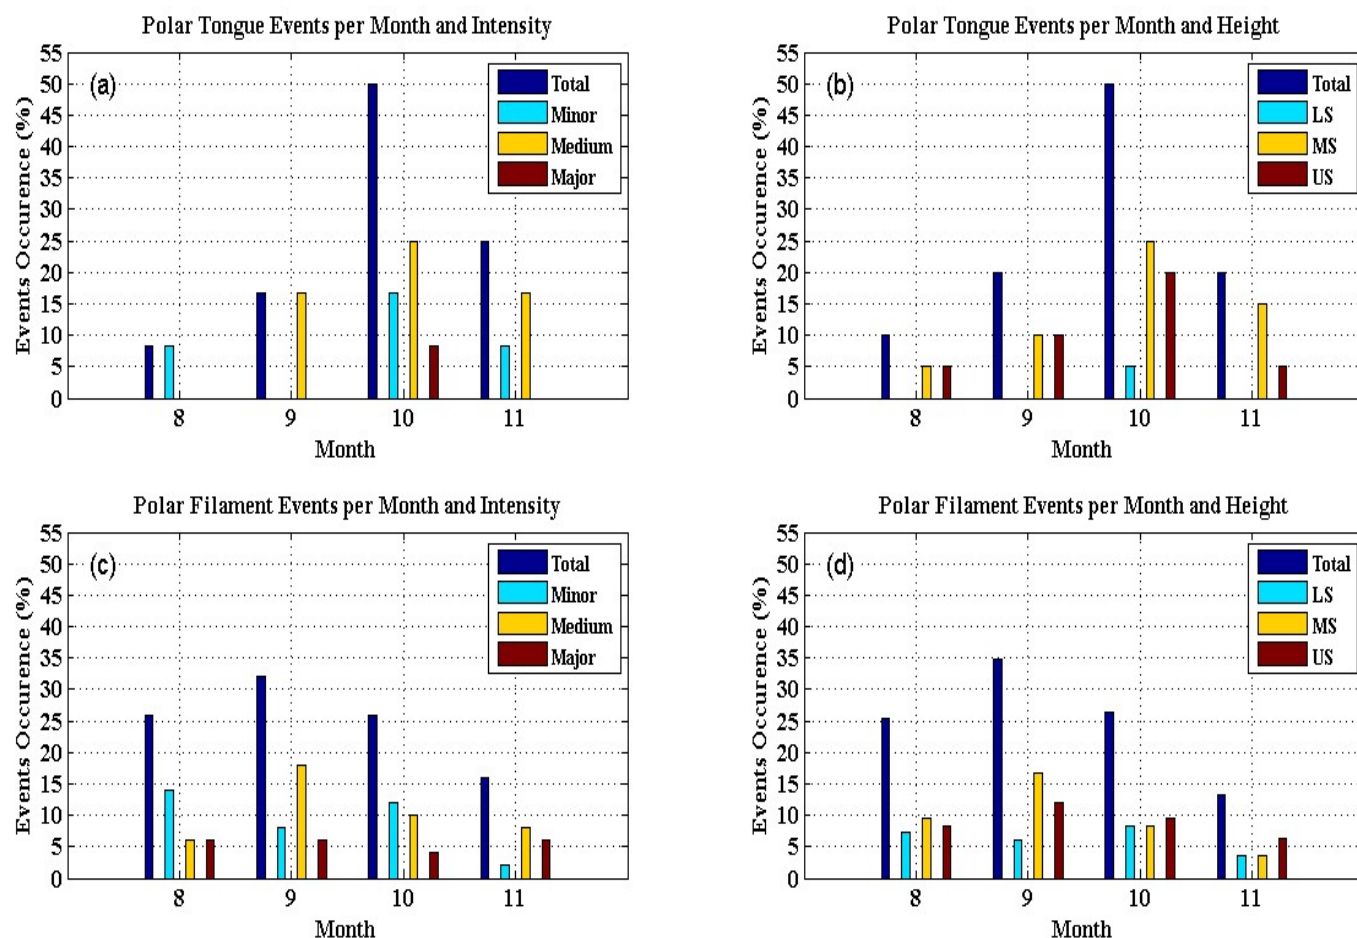 Polar Tongue Events per Month and Intensity
55
50
45
40
35
30
25
20
15
10
5
0
Events Occurence (%)
(a)
Total
Minor
Medium
Major
8 9 10 11
Month
Polar Tongue Events per Month and Height
55
50
45
40
35
30
25
20
15
10
5
0
Events Occurence (%)
(b)
Total
LS
MS
US
8 9 10 11
Month
Polar Filament Events per Month and Intensity
55
50
45
40
35
30
25
20
15
10
5
0
Events Occurence (%)
(c)
Total
Minor
Medium
Major
8 9 10 11
Month
Polar Filament Events per Month and Height
55
50
45
40
35
30
25
20
15
10
5
0
Events Occurence (%)
(d)
Total
LS
MS
US
8 9 10 11
Month